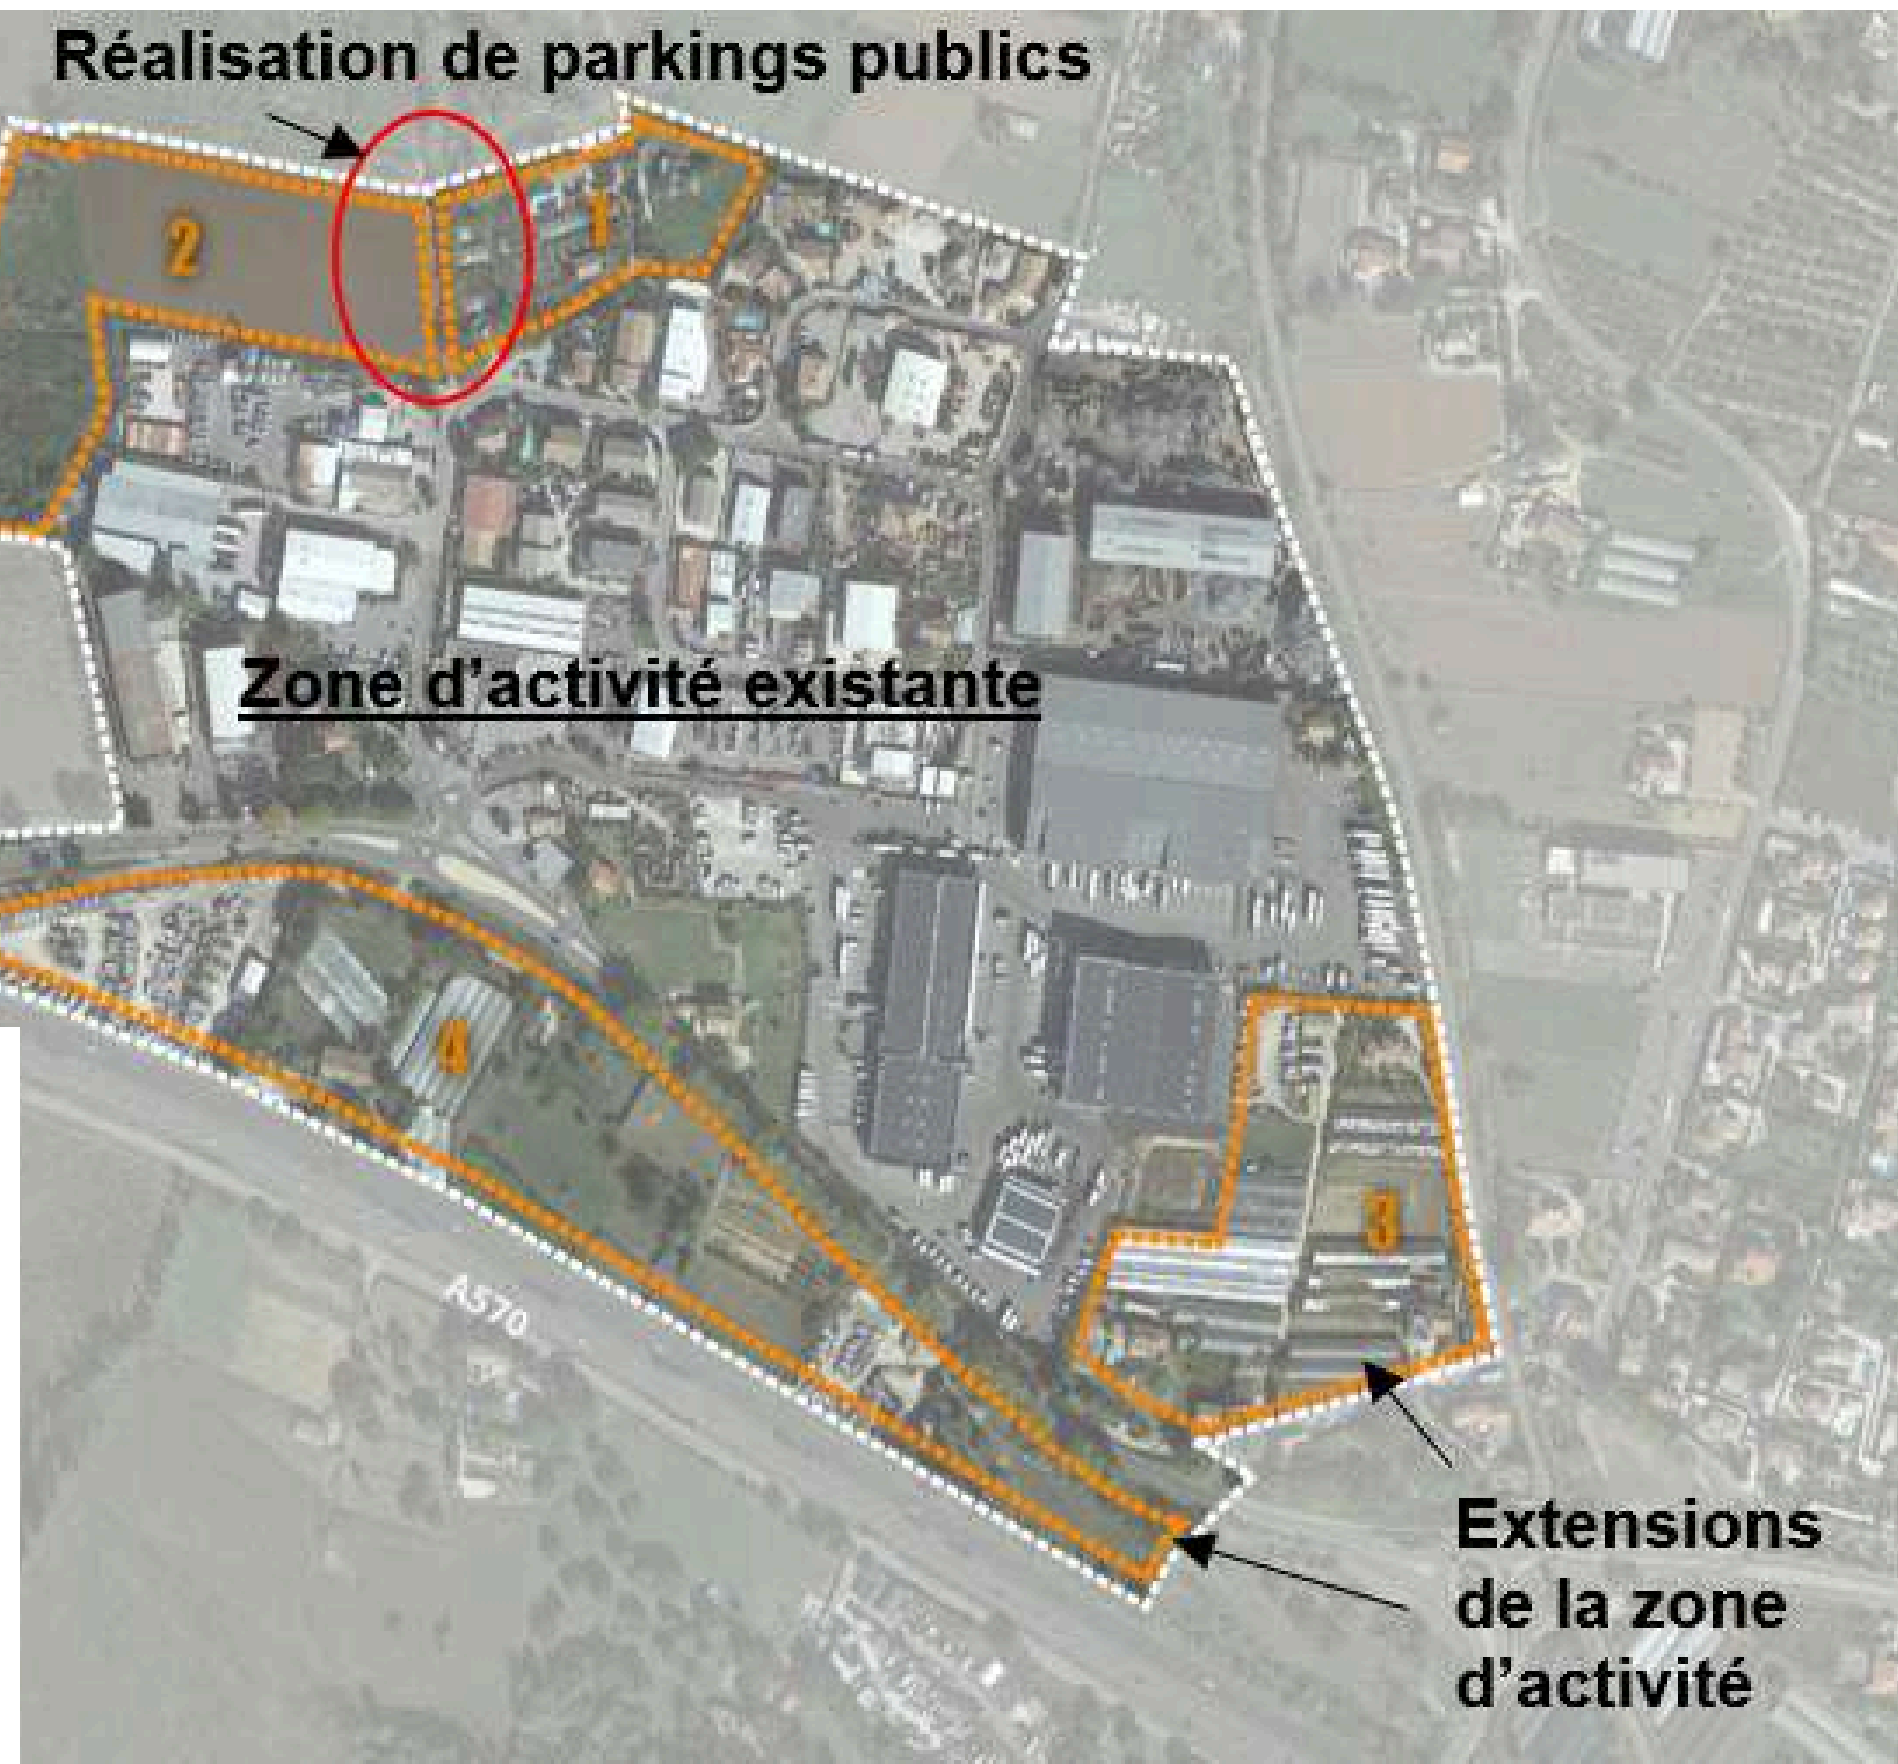 Réalisation de parkings publics
2
1
Zone d’activité existante
4
3
A570
Extensions
de la zone
d’activité